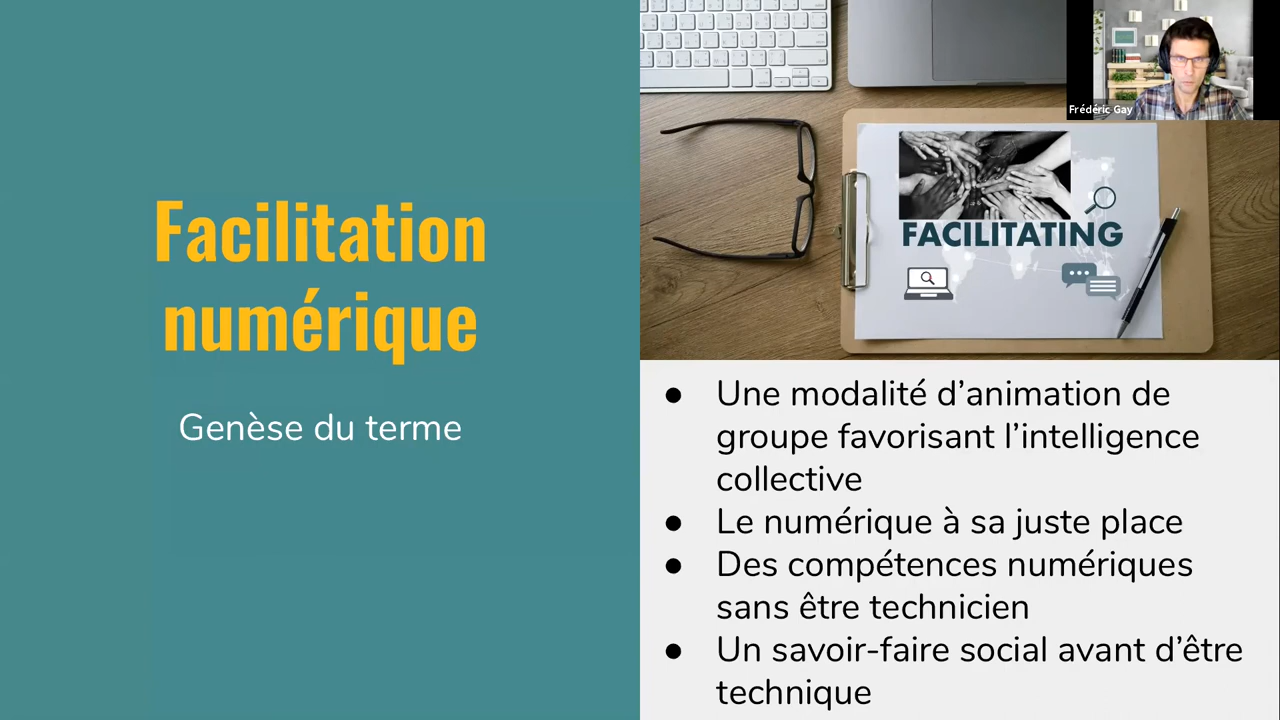 Facilitation
numérique
Genèse du terme
Frédéric Gay
FACILITATING
● Une modalité d’animation de
groupe favorisant l’intelligence
collective
● Le numérique à sa juste place
● Des compétences numériques
sans être technicien
● Un savoir-faire social avant d’être
technique